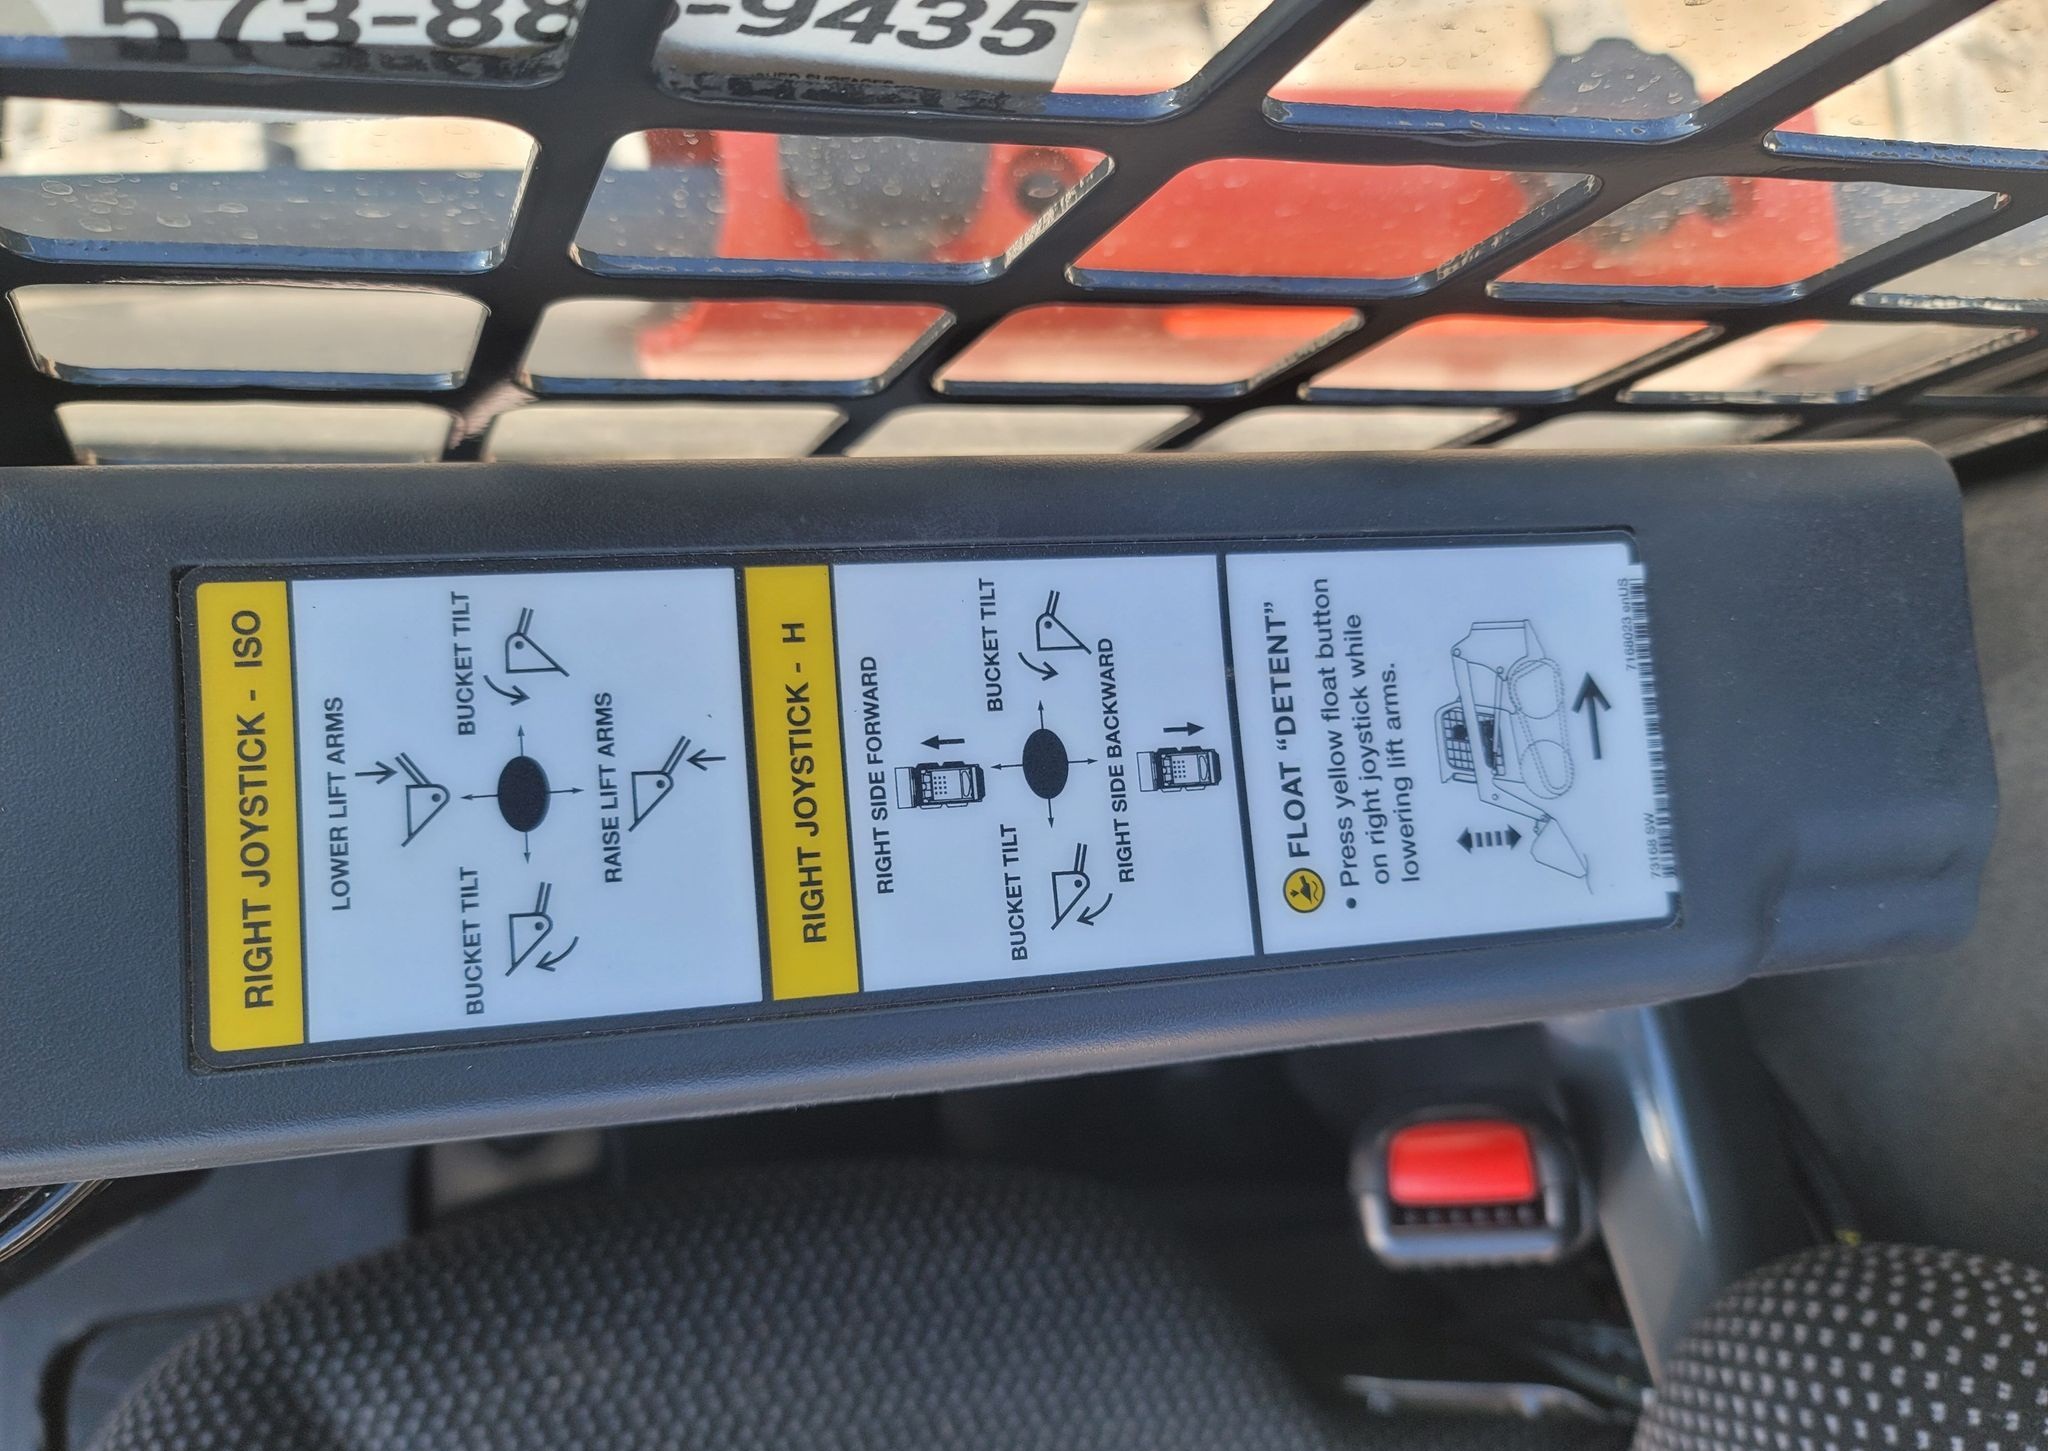 RIGHT JOYSTICK - ISO
LOWER LIFT ARMS
BUCKET TILT
BUCKET TILT
RAISE LIFT ARMS
RIGHT JOYSTICK - H
RIGHT SIDE FORWARD
BUCKET TILT
BUCKET TILT
RIGHT SIDE BACKWARD
FLOAT “DETENT”
• Press yellow float button
on right joystick while
lowering lift arms.
7168023 enUS
-9435